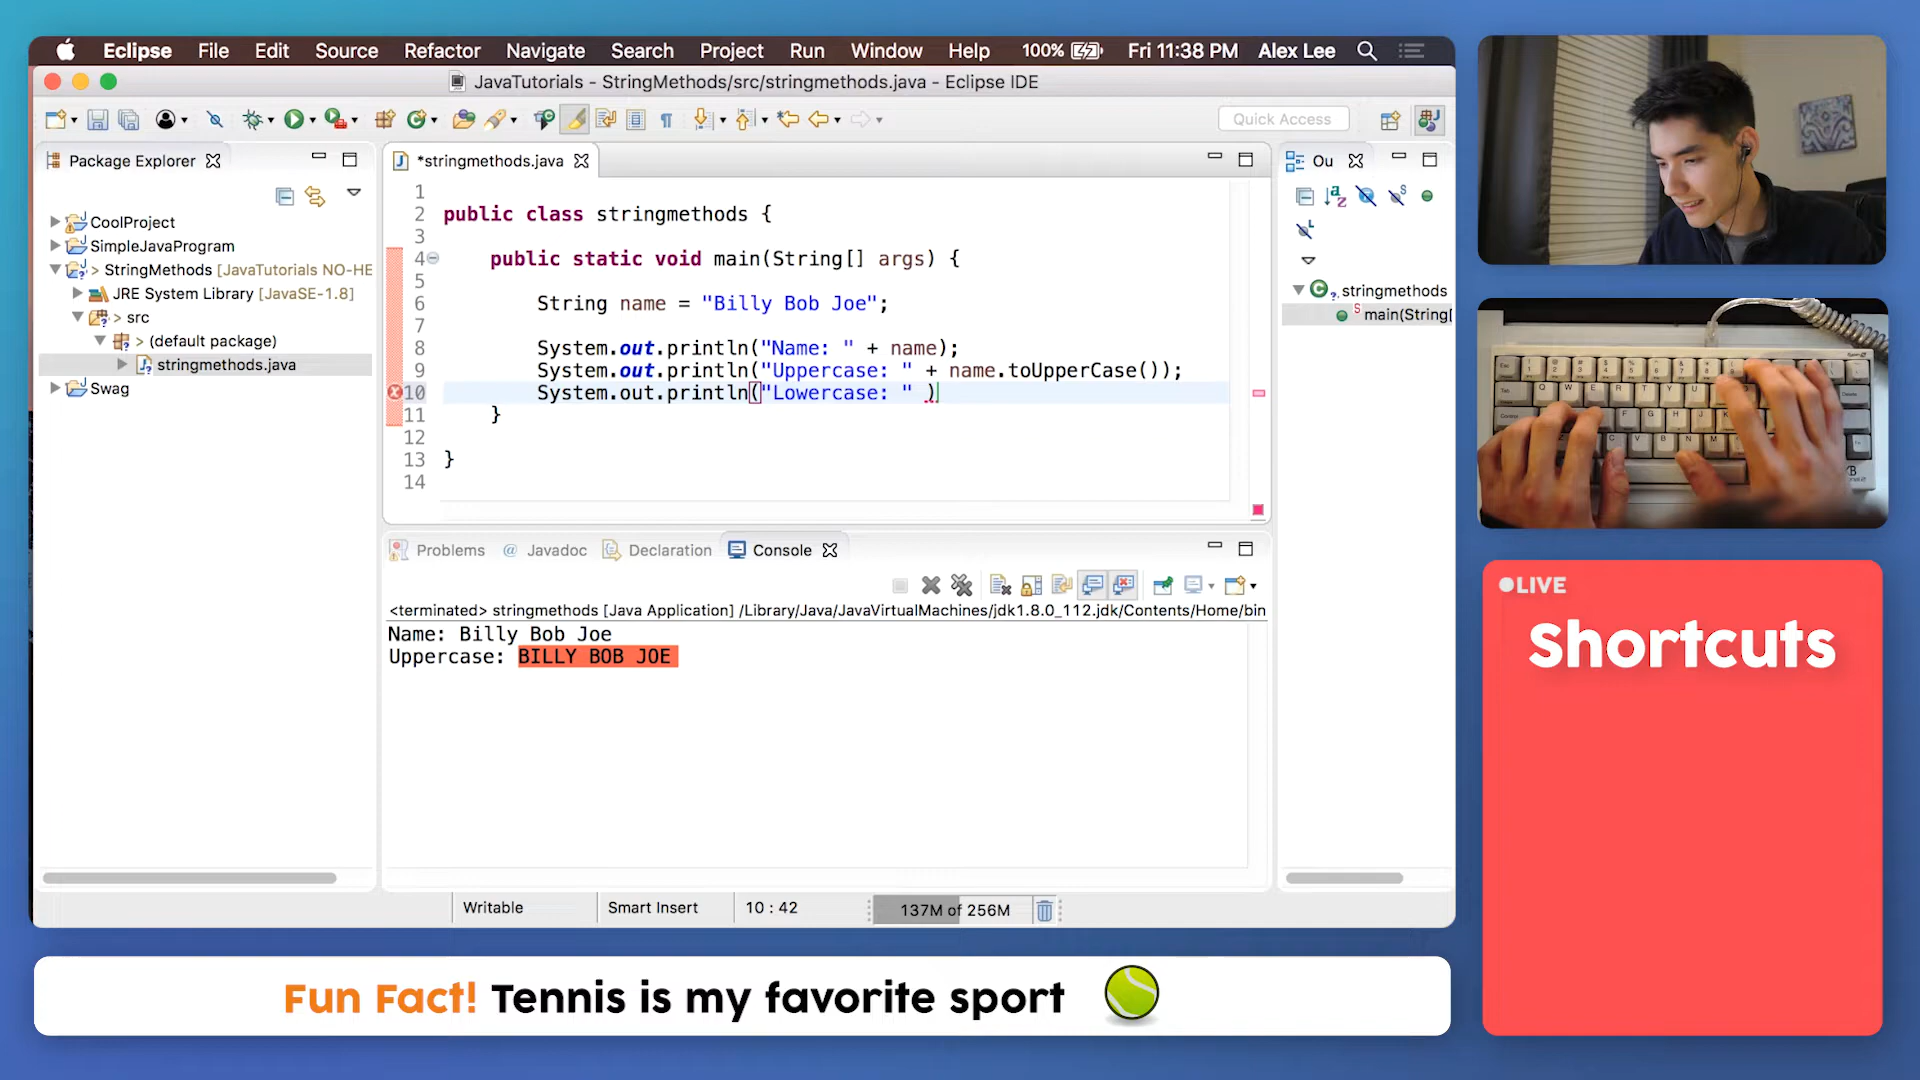 Eclipse File Edit Source Refactor Navigate Search Project Run Window Help 100% Fri 11:38 PM Alex Lee
JavaTutorials - StringMethods/src/stringmethods.java - Eclipse IDE
Quick Access
Package Explorer
CoolProject
SimpleJavaProgram
> StringMethods [JavaTutorials NO-HE
JRE System Library [JavaSE-1.8]
> src
> (default package)
stringmethods.java
Swag
*stringmethods.java
1
2 public class stringmethods {
3
4 public static void main(String[] args) {
5
6 String name = "Billy Bob Joe";
7
8 System.out.println("Name: " + name);
9 System.out.println("Uppercase: " + name.toUpperCase());
10 System.out.println("Lowercase: " )
11 }
12
13 }
14
Ou
stringmethods
main(String[
Problems @ Javadoc Declaration Console
<terminated> stringmethods [Java Application] /Library/Java/JavaVirtualMachines/jdk1.8.0_112.jdk/Contents/Home/bin
Name: Billy Bob Joe
Uppercase: BILLY BOB JOE
Writable Smart Insert 10 : 42 137M of 256M
LIVE
Shortcuts
Fun Fact! Tennis is my favorite sport